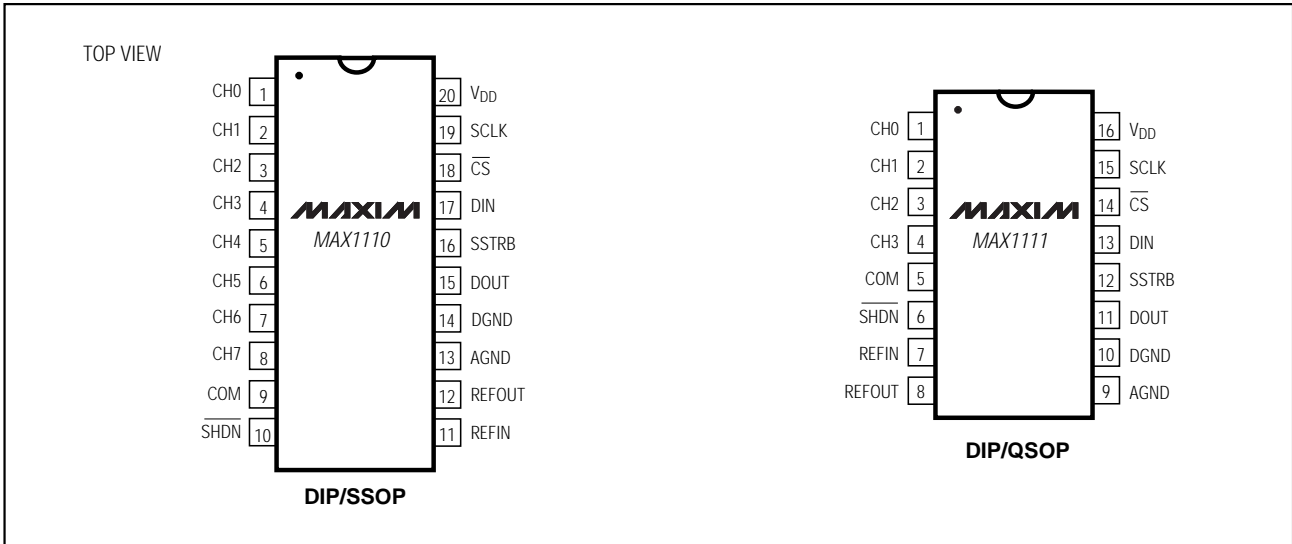 TOP VIEW
CH0 1 20 VDD
CH1 2 19 SCLK
CH2 3 18 C̅S̅
CH3 4 MAXIM 17 DIN
CH4 5 MAX1110 16 SSTRB
CH5 6 15 DOUT
CH6 7 14 DGND
CH7 8 13 AGND
COM 9 12 REFOUT
S̅H̅D̅N̅ 10 11 REFIN
DIP/SSOP
CH0 1 16 VDD
CH1 2 15 SCLK
CH2 3 MAXIM 14 C̅S̅
CH3 4 MAX1111 13 DIN
COM 5 12 SSTRB
S̅H̅D̅N̅ 6 11 DOUT
REFIN 7 10 DGND
REFOUT 8 9 AGND
DIP/QSOP